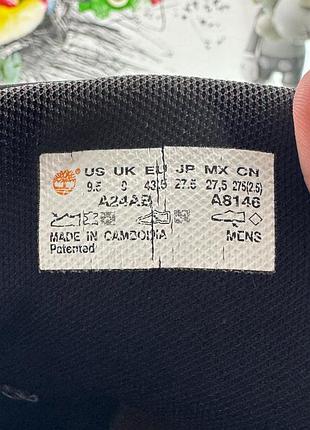 US UK EU JP MX CN
9.5 9 43.5 27.5 27,5 275(2.5)
A24AB A8146
MADE IN CAMBODIA MENS
Patented